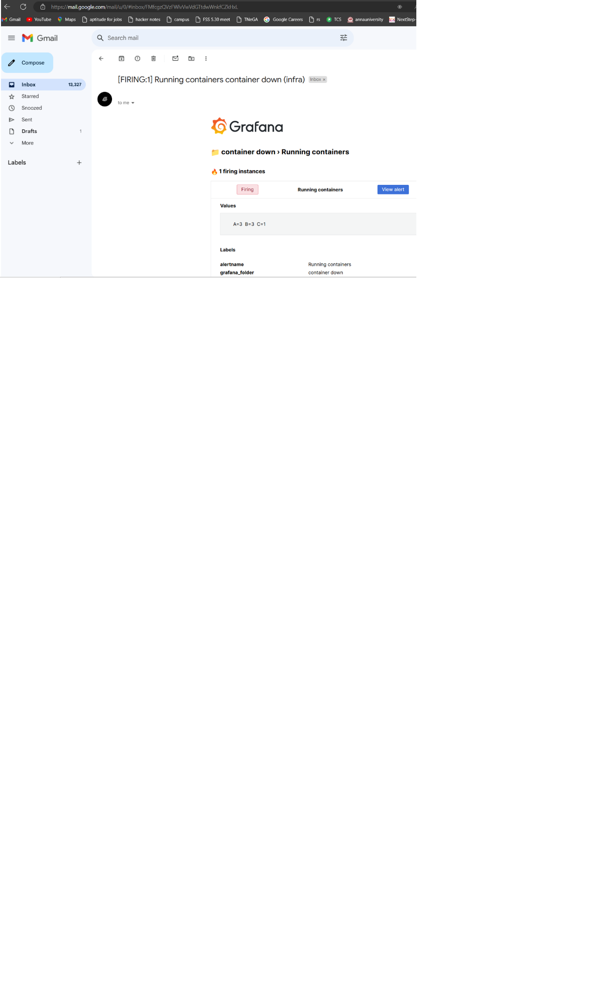 https://mail.google.com/mail/u/0/#inbox/FMfcgzQVzFWlvVwVdGTtdwWnkfCZkHxL
Gmail YouTube Maps aptitude for jobs hacker notes campus FSS 5.30 meet TNeGA Google Careers rs TCS annauniversity NextStep-
Gmail
Search mail
Compose
Inbox 13,327
Starred
Snoozed
Sent
Drafts 1
More
Labels +
[FIRING:1] Running containers container down (infra) Inbox ×
to me
Grafana
container down › Running containers
1 firing instances
Firing Running containers View alert
Values
A=3 B=3 C=1
Labels
alertname Running containers
grafana_folder container down